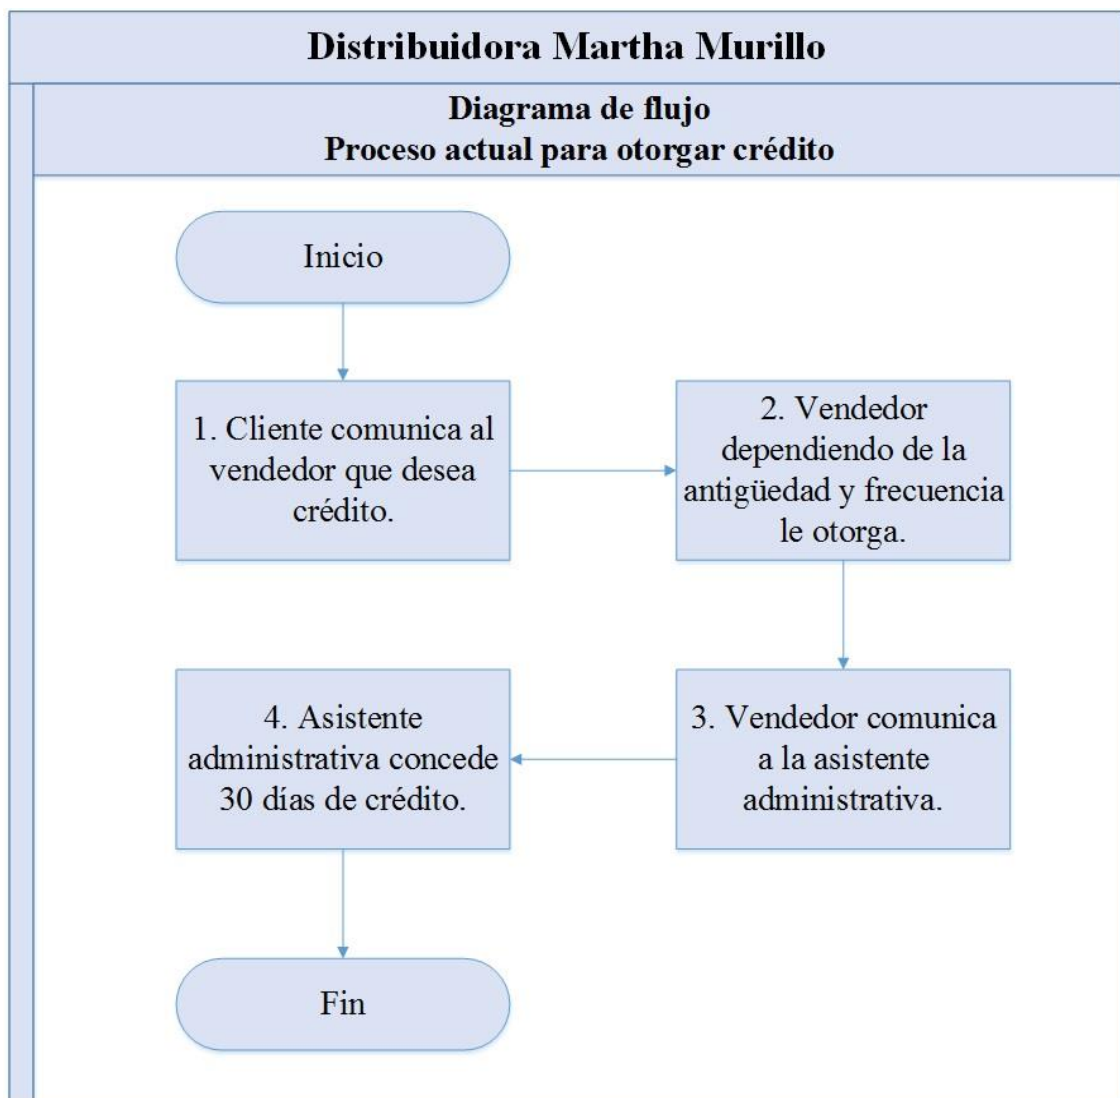 Distribuidora Martha Murillo
Diagrama de flujo
Proceso actual para otorgar crédito
Inicio
1. Cliente comunica al
vendedor que desea
crédito.
2. Vendedor
dependiendo de la
antigüedad y frecuencia
le otorga.
3. Vendedor comunica
a la asistente
administrativa.
4. Asistente
administrativa concede
30 días de crédito.
Fin